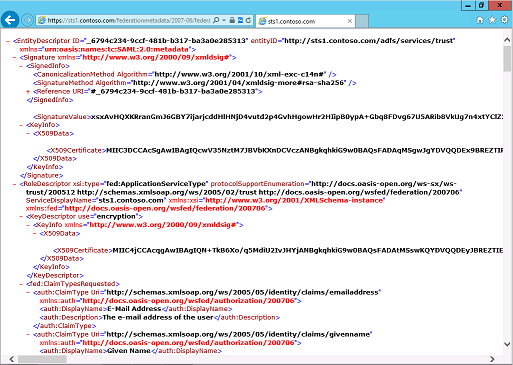 https://sts1.contoso.com/federationmetadata/2007-06/feder
sts1.contoso.com
- <EntityDescriptor ID="_6794c234-9ccf-481b-b317-ba3a0e285313" entityID="http://sts1.contoso.com/adfs/services/trust"
xmlns="urn:oasis:names:tc:SAML:2.0:metadata">
- <Signature xmlns="http://www.w3.org/2000/09/xmldsig#">
- <SignedInfo>
<CanonicalizationMethod Algorithm="http://www.w3.org/2001/10/xml-exc-c14n#" />
<SignatureMethod Algorithm="http://www.w3.org/2001/04/xmldsig-more#rsa-sha256" />
+ <Reference URI="#_6794c234-9ccf-481b-b317-ba3a0e285313">
</SignedInfo>
<SignatureValue>
- <KeyInfo>
- <X509Data>
<X509Certificate>
</X509Data>
</KeyInfo>
</Signature>
- <RoleDescriptor xsi:type="fed:ApplicationServiceType" protocolSupportEnumeration="http://docs.oasis-open.org/ws-sx/ws-
trust/200512 http://schemas.xmlsoap.org/ws/2005/02/trust http://docs.oasis-open.org/wsfed/federation/200706"
ServiceDisplayName="sts1.contoso.com" xmlns:xsi="http://www.w3.org/2001/XMLSchema-instance"
xmlns:fed="http://docs.oasis-open.org/wsfed/federation/200706">
- <KeyDescriptor use="encryption">
- <KeyInfo xmlns="http://www.w3.org/2000/09/xmldsig#">
- <X509Data>
<X509Certificate>
</X509Data>
</KeyInfo>
</KeyDescriptor>
- <fed:ClaimTypesRequested>
- <auth:ClaimType Uri="http://schemas.xmlsoap.org/ws/2005/05/identity/claims/emailaddress"
xmlns:auth="http://docs.oasis-open.org/wsfed/authorization/200706">
<auth:DisplayName>E-Mail Address</auth:DisplayName>
<auth:Description>The e-mail address of the user</auth:Description>
</auth:ClaimType>
- <auth:ClaimType Uri="http://schemas.xmlsoap.org/ws/2005/05/identity/claims/givenname"
xmlns:auth="http://docs.oasis-open.org/wsfed/authorization/200706">
<auth:DisplayName>Given Name</auth:DisplayName>